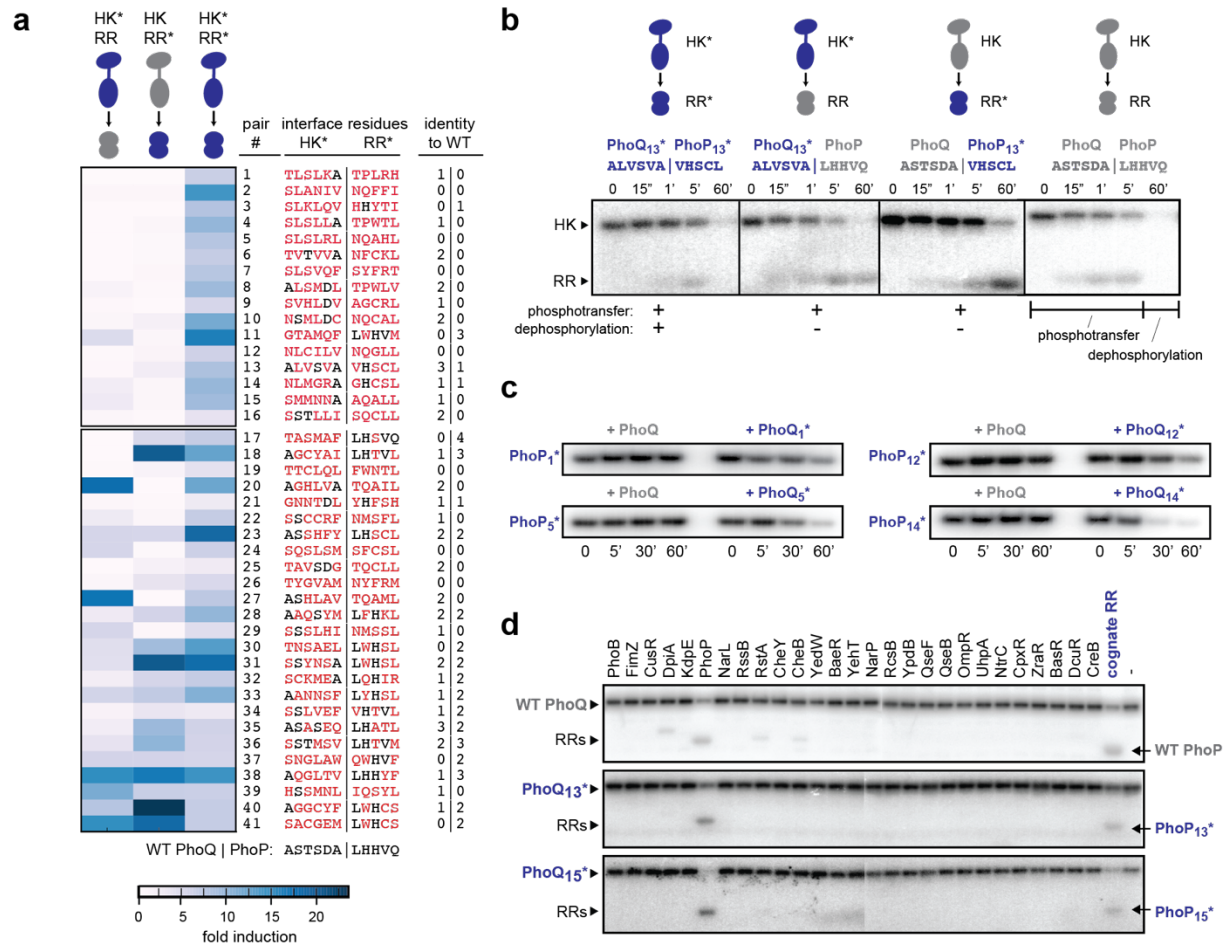 a
HK* HK HK*
RR RR* RR*
pair interface residues identity
# HK* RR* to WT
1 TLSLKA TPLRH 1 0
2 SLANIV NQFFI 0 0
3 SLKLQV HHYTI 0 1
4 SLSLLA TPWTL 1 0
5 SLSLRL NQAHL 0 0
6 TVTVVA NFCKL 2 0
7 SLSVQF SYFRT 0 0
8 ALSMDL TPWLV 2 0
9 SVHLDV AGCRL 1 0
10 NSMLDC NQCAL 2 0
11 GTAMQF LWHVM 0 3
12 NLCILV NQGLL 0 0
13 ALVSVA VHSCL 3 1
14 NLMGRA GHCSL 1 1
15 SMMNNA AQALL 1 0
16 SSTLLI SQCLL 2 0
17 TASMAF LHSVQ 0 4
18 AGCYAI LHTVL 1 3
19 TTCLQL FWNTL 0 0
20 AGHLVA TQAIL 2 0
21 GNNTDL YHFSH 1 1
22 SSCCRF NMSFL 1 0
23 ASSHFY LHSCL 2 2
24 SQSLSM SFCSL 0 0
25 TAVSDG TQCLL 2 0
26 TYGVAM NYFRM 0 0
27 ASHLAV TQAML 2 0
28 AAQSYM LFHKL 2 2
29 SSSLHI NMSSL 1 0
30 TNSAEL LWHSL 0 2
31 SSYNSA LWHSL 2 2
32 SCKMEA LQHIR 1 2
33 AANNSF LYHSL 1 2
34 SSLVEF VHTVL 1 2
35 ASASEQ LHATL 3 2
36 SSTMSV LHTVM 2 3
37 SNGLAW QWHVF 0 2
38 AQGLTV LHHYF 1 3
39 HSSMNL IQSYL 1 0
40 AGGCYF LWHCS 1 2
41 SACGEM LWHCS 0 2
WT PhoQ | PhoP: ASTSDA LHHVQ
0 5 10 15 20
fold induction
b
HK* HK* HK HK
RR* RR RR* RR
PhoQ13* PhoP13* PhoQ13* PhoP PhoQ PhoP13* PhoQ PhoP
ALVSVA|VHSCL ALVSVA|LHHVQ ASTSDA|VHSCL ASTSDA|LHHVQ
0 15" 1' 5' 60' 0 15" 1' 5' 60' 0 15" 1' 5' 60' 0 15" 1' 5' 60'
HK
RR
phosphotransfer: + + + phosphotransfer
dephosphorylation: + - - dephosphorylation
c
+ PhoQ + PhoQ1* + PhoQ + PhoQ12*
PhoP1* PhoP12*
+ PhoQ + PhoQ5* + PhoQ + PhoQ14*
PhoP5* PhoP14*
0 5' 30' 60' 0 5' 30' 60' 0 5' 30' 60' 0 5' 30' 60'
d
PhoB FimZ CusR DpiA KdpE PhoP NarL RssB RstA CheY CheB YedW BaeR YehT NarP RcsB YpdB QseF QseB OmpR UhpA NtrC CpxR ZraR BasR DcuR CreB cognate RR -
WT PhoQ
RRs
WT PhoP
PhoQ13*
RRs
PhoP13*
PhoQ15*
RRs
PhoP15*